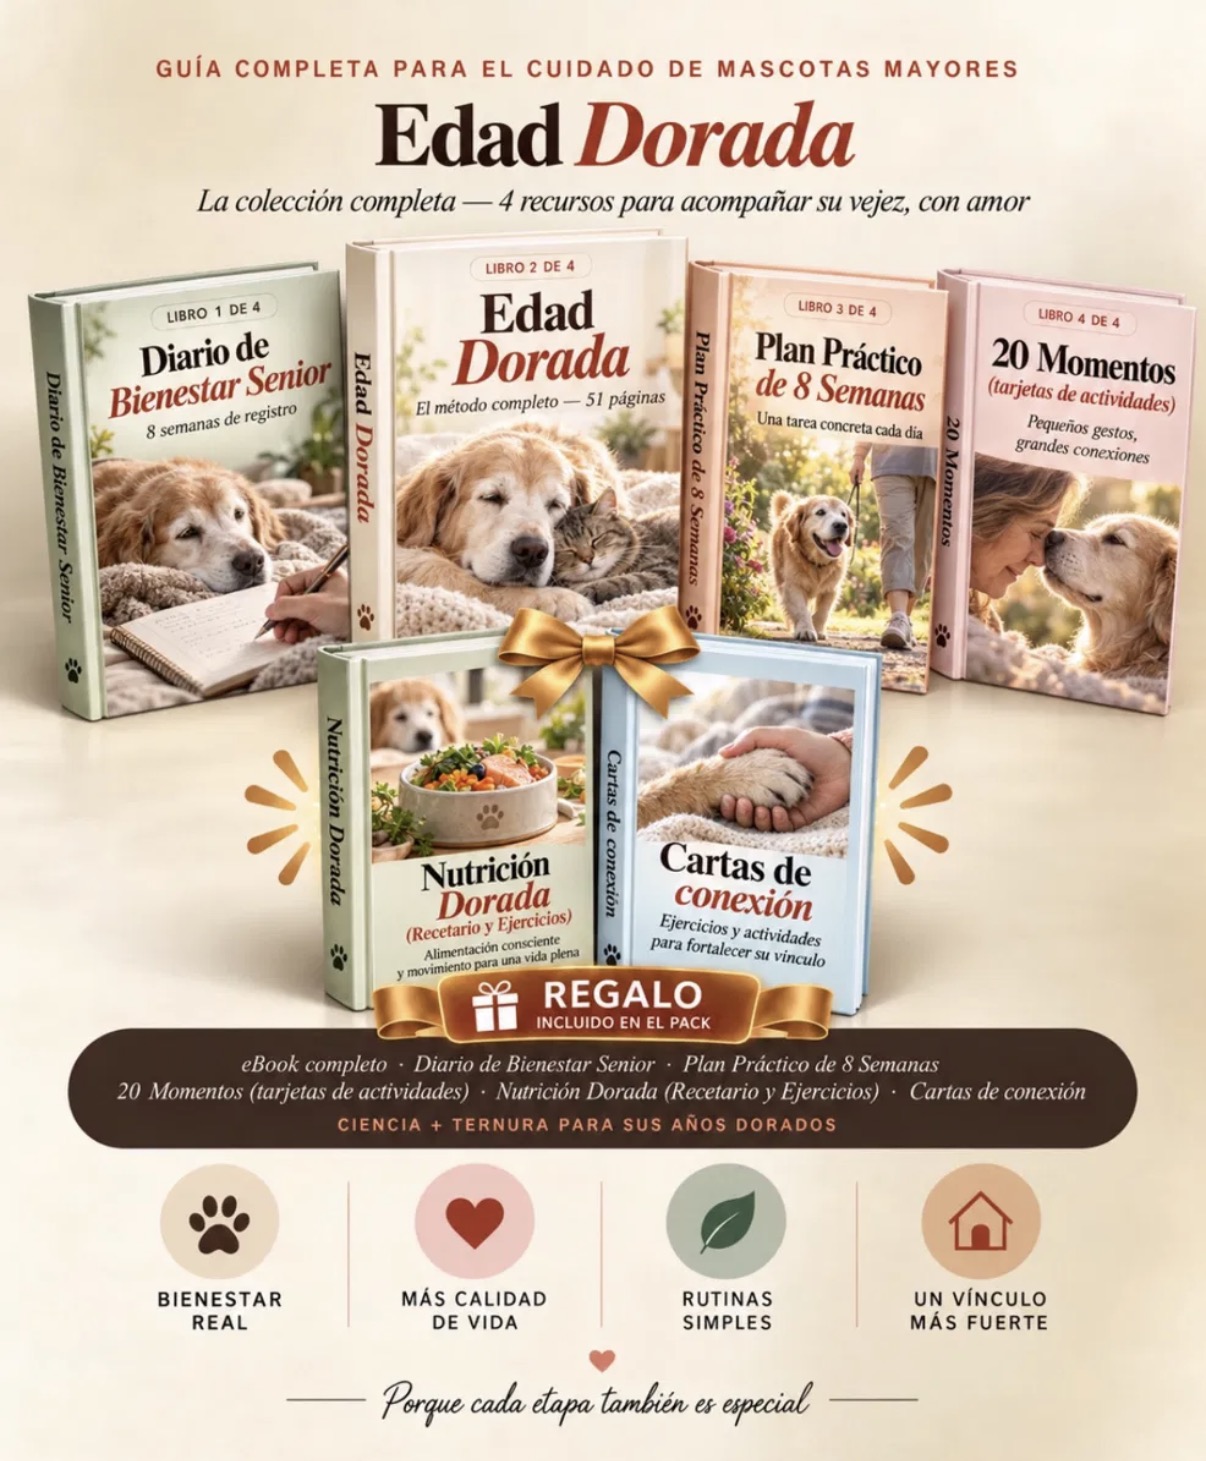 GUÍA COMPLETA PARA EL CUIDADO DE MASCOTAS MAYORES
Edad Dorada
La colección completa — 4 recursos para acompañar su vejez, con amor
Diario de Bienestar Senior
LIBRO 1 DE 4
Diario de
Bienestar Senior
8 semanas de registro
Edad Dorada
LIBRO 2 DE 4
Edad
Dorada
El método completo — 51 páginas
Plan Práctico de 8 Semanas
LIBRO 3 DE 4
Plan Práctico
de 8 Semanas
Una tarea concreta cada día
20 Momentos
LIBRO 4 DE 4
20 Momentos
(tarjetas de actividades)
Pequeños gestos,
grandes conexiones
Nutrición Dorada
Nutrición
Dorada
(Recetario y Ejercicios)
Alimentación consciente
y movimiento para una vida plena
Cartas de conexión
Cartas de
conexión
Ejercicios y actividades
para fortalecer su vínculo
REGALO
INCLUIDO EN EL PACK
eBook completo · Diario de Bienestar Senior · Plan Práctico de 8 Semanas
20 Momentos (tarjetas de actividades) · Nutrición Dorada (Recetario y Ejercicios) · Cartas de conexión
CIENCIA + TERNURA PARA SUS AÑOS DORADOS
BIENESTAR
REAL
MÁS CALIDAD
DE VIDA
RUTINAS
SIMPLES
UN VÍNCULO
MÁS FUERTE
Porque cada etapa también es especial